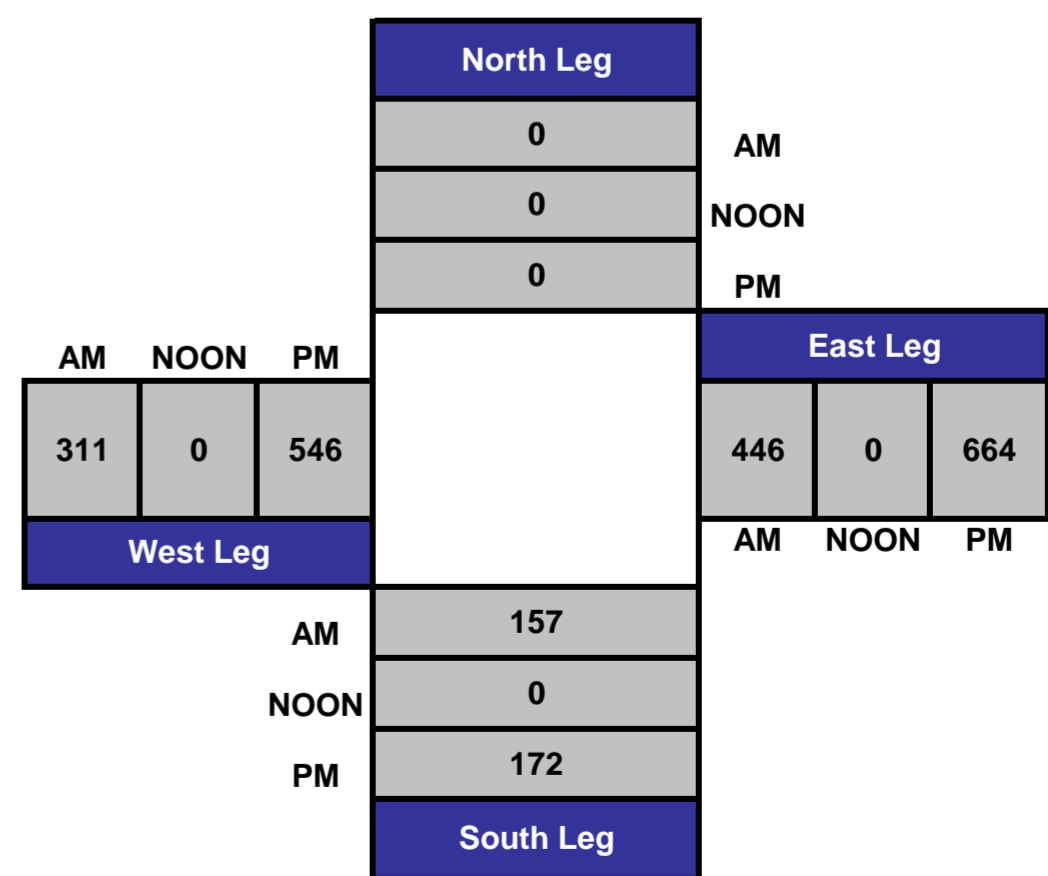 North Leg
0 AM
0 NOON
0 PM
AM NOON PM
East Leg
311 0 546
446 0 664
West Leg
AM NOON PM
AM 157
NOON 0
PM 172
South Leg